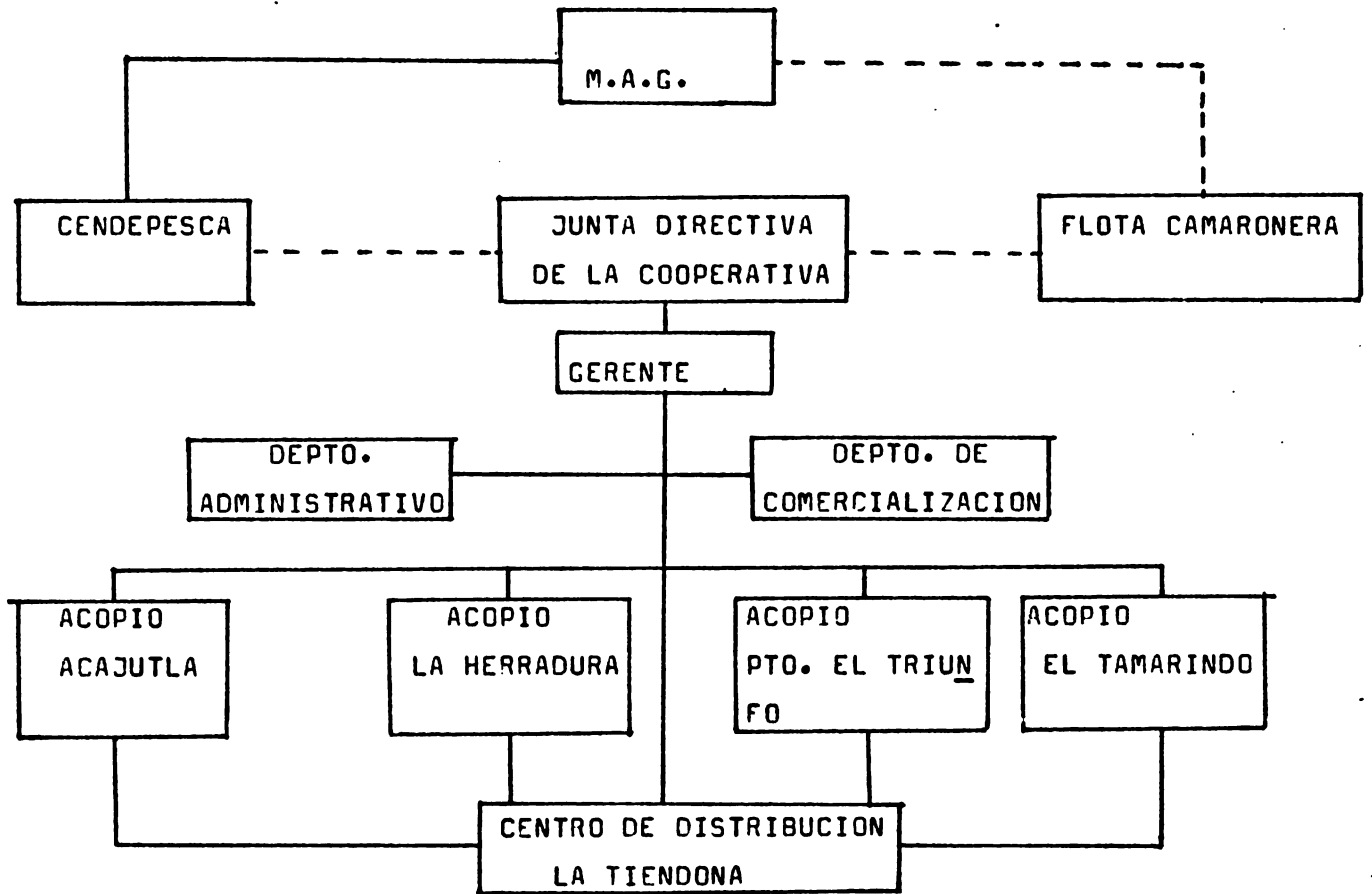 M.A.G.
CENDEPESCA
JUNTA DIRECTIVA
DE LA COOPERATIVA
FLOTA CAMARONERA
GERENTE
DEPTO.
ADMINISTRATIVO
DEPTO. DE
COMERCIALIZACION
ACOPIO
ACAJUTLA
ACOPIO
LA HERRADURA
ACOPIO
PTO. EL TRIUN
FO
ACOPIO
EL TAMARINDO
CENTRO DE DISTRIBUCION
LA TIENDONA